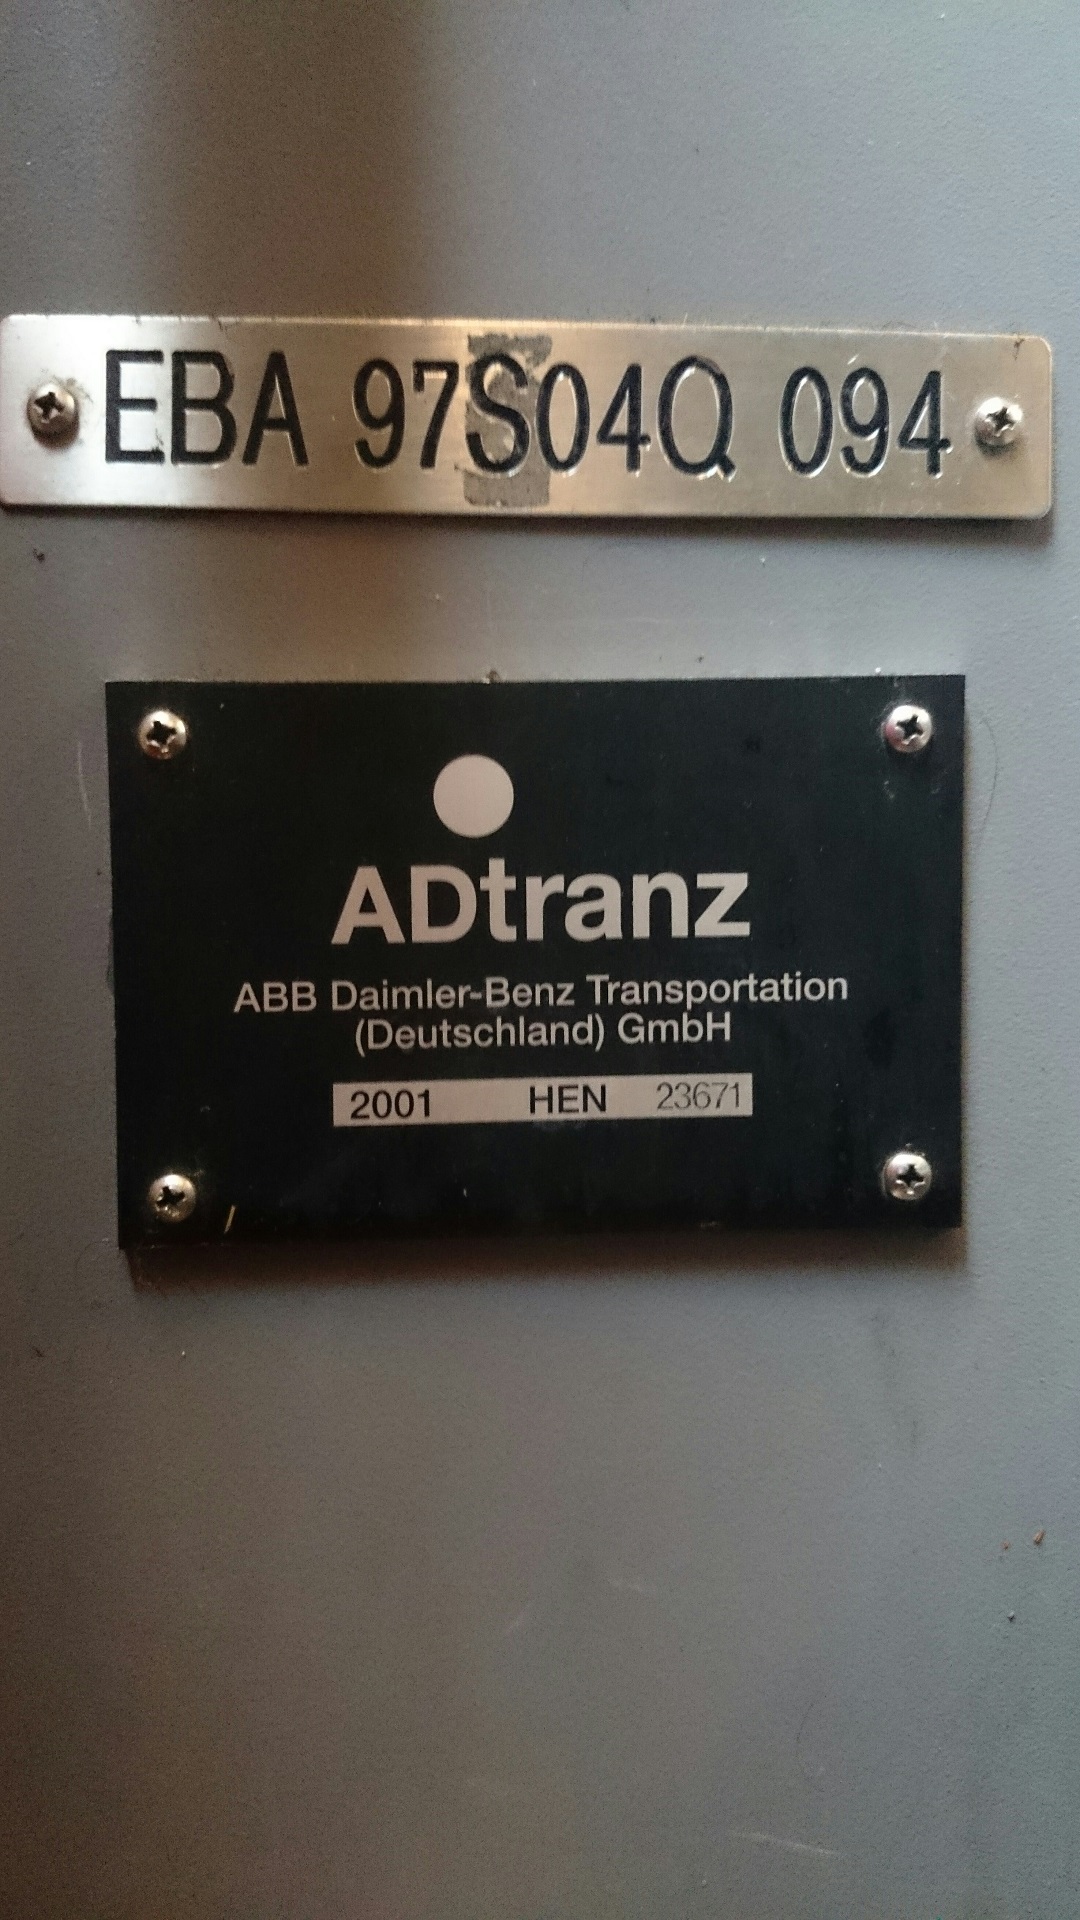 EBA 97S04Q 094
ADtranz
ABB Daimler-Benz Transportation
(Deutschland) GmbH
2001 HEN 23671